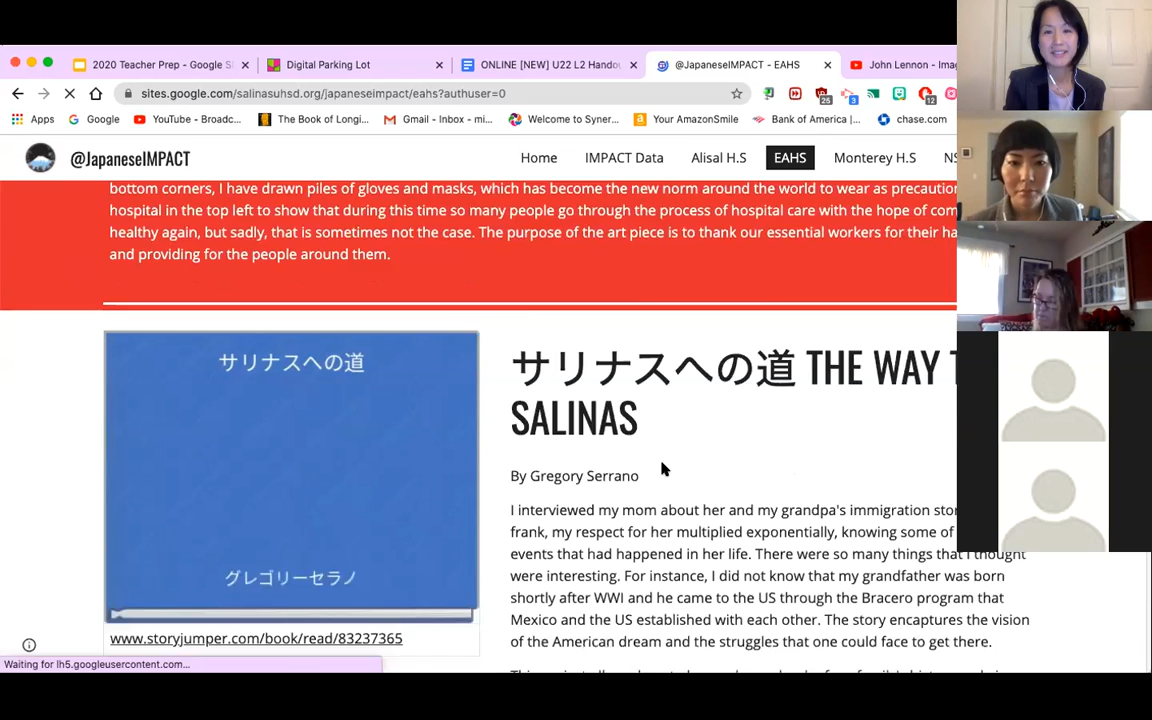 2020 Teacher Prep - Google S
Digital Parking Lot
ONLINE [NEW] U22 L2 Handou
@JapaneseIMPACT - EAHS
John Lennon - Ima
sites.google.com/salinasuhsd.org/japaneseimpact/eahs?authuser=0
25
3
12
Apps
Google
YouTube - Broadc...
The Book of Longi...
Gmail - Inbox - mi...
Welcome to Syner...
Your AmazonSmile
Bank of America |...
chase.com
@JapaneseIMPACT
Home
IMPACT Data
Alisal H.S
EAHS
Monterey H.S
bottom corners, I have drawn piles of gloves and masks, which has become the new norm around the world to wear as precaution
hospital in the top left to show that during this time so many people go through the process of hospital care with the hope of com
healthy again, but sadly, that is sometimes not the case. The purpose of the art piece is to thank our essential workers for their ha
and providing for the people around them.
サリナスへの道
グレゴリーセラノ
www.storyjumper.com/book/read/83237365
サリナスへの道 THE WAY T
SALINAS
By Gregory Serrano
I interviewed my mom about her and my grandpa's immigration stor
frank, my respect for her multiplied exponentially, knowing some of
events that had happened in her life. There were so many things that I thought
were interesting. For instance, I did not know that my grandfather was born
shortly after WWI and he came to the US through the Bracero program that
Mexico and the US established with each other. The story encaptures the vision
of the American dream and the struggles that one could face to get there.
Waiting for lh5.googleusercontent.com...